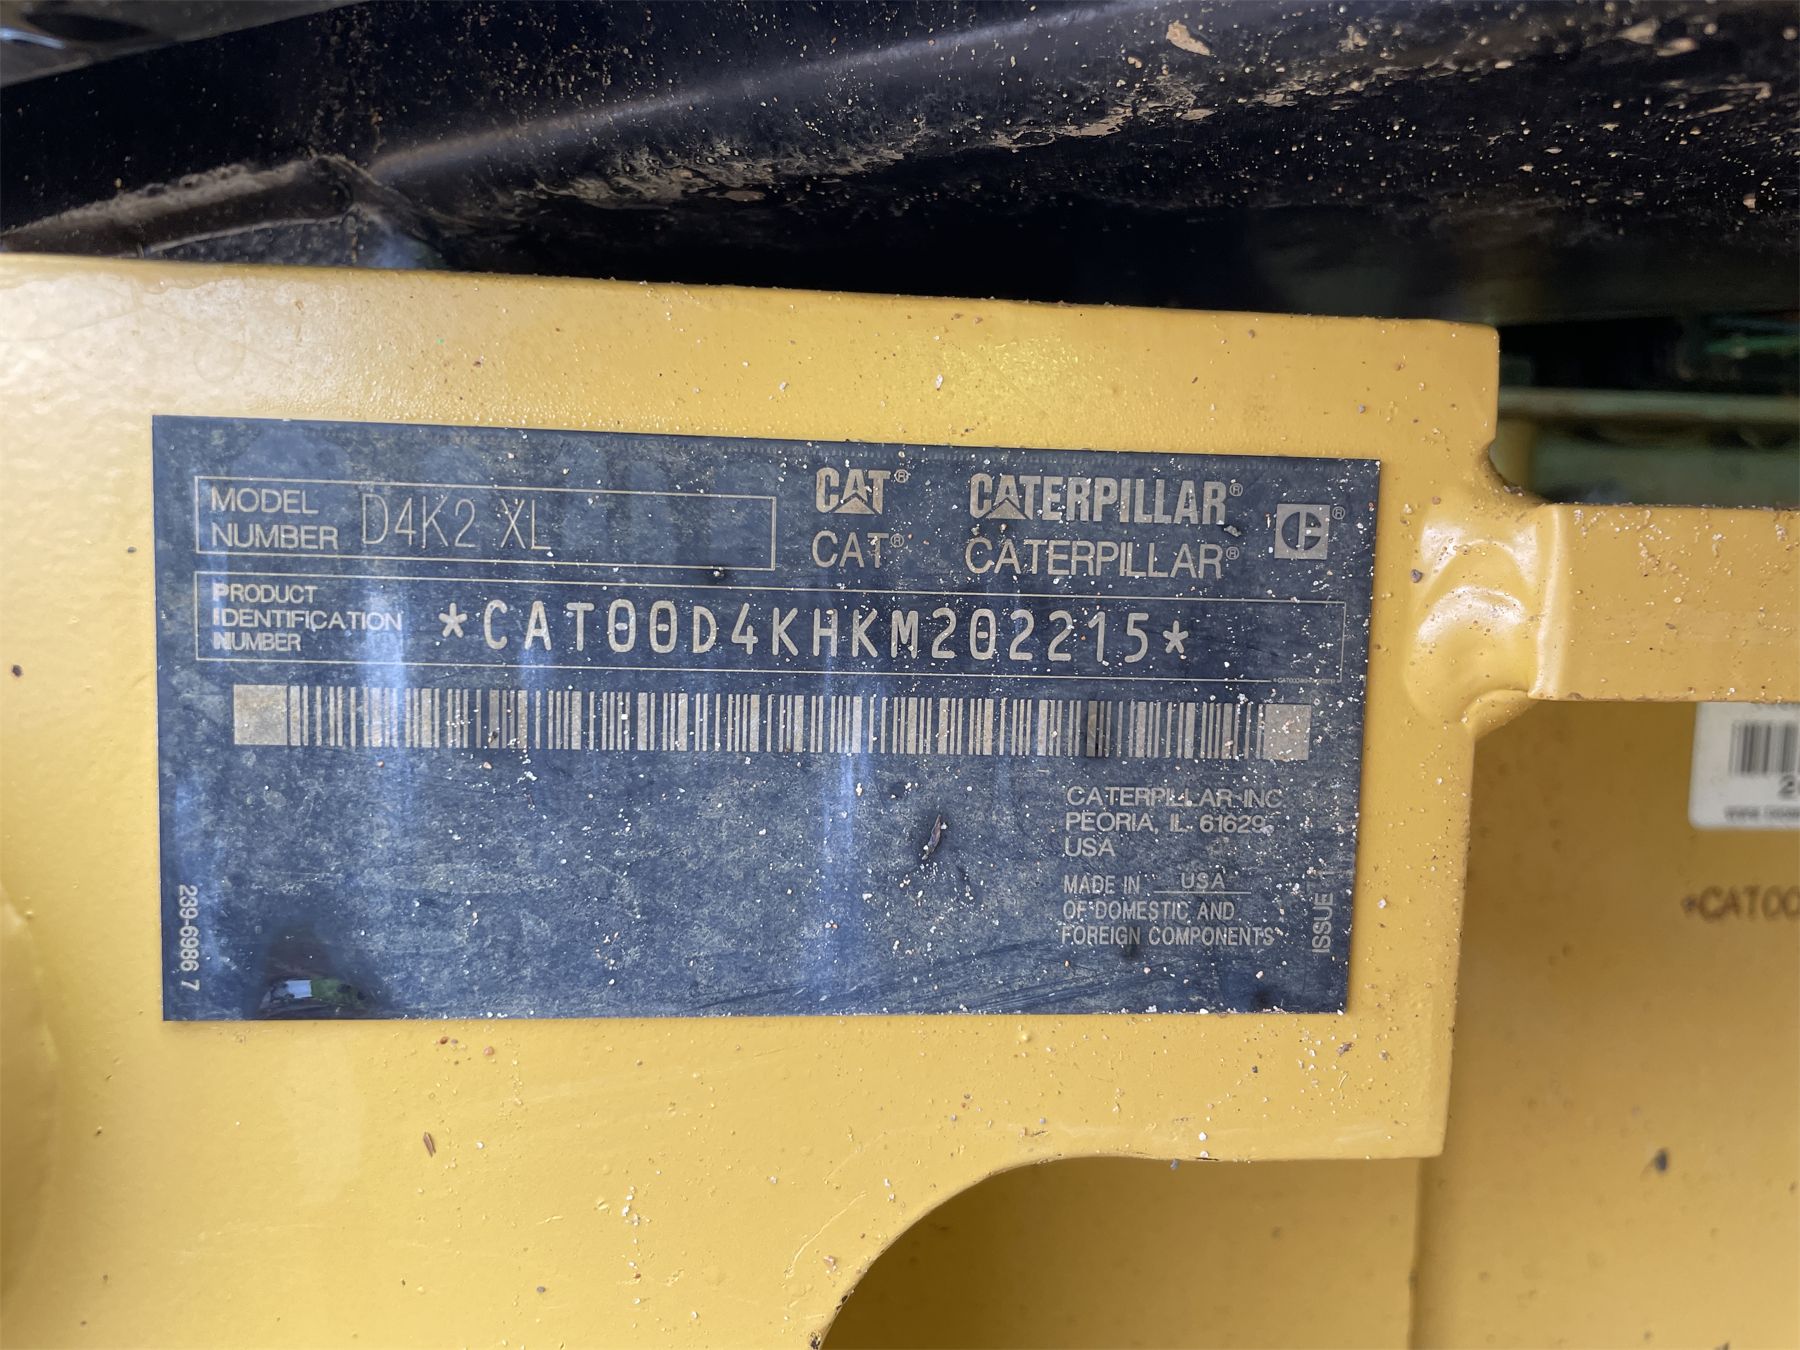 MODEL NUMBER D4K2 XL
CAT® CATERPILLAR® ®
CAT® CATERPILLAR®
PRODUCT IDENTIFICATION NUMBER *CAT00D4KHKM202215*
CATERPILLAR INC
PEORIA, IL 61629
USA
MADE IN USA
OF DOMESTIC AND
FOREIGN COMPONENTS
239-6986 7
ISSUE 1
*CAT00